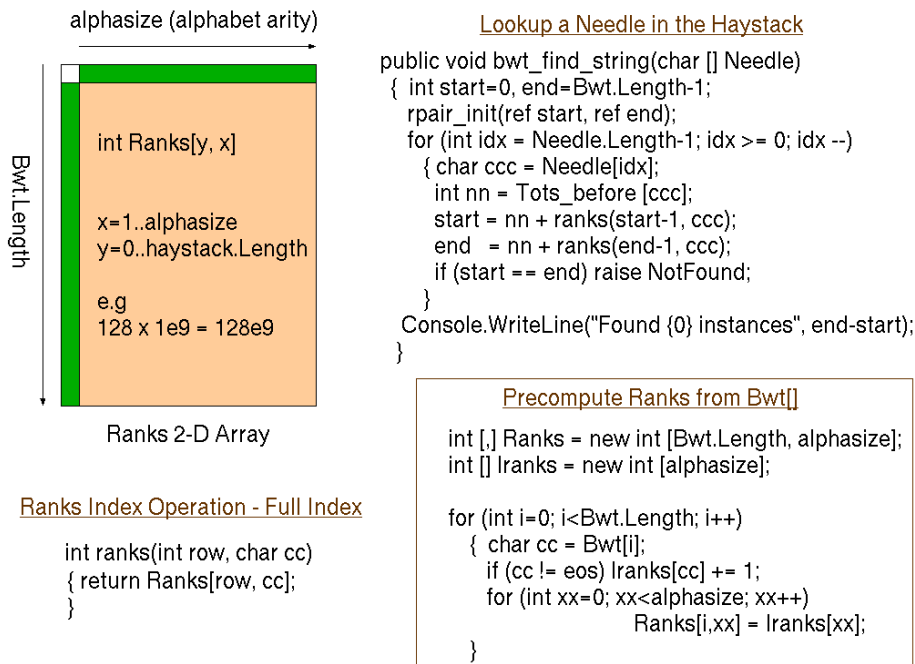 alphasize (alphabet arity)
Bwt.Length
int Ranks[y, x]
x=1..alphasize
y=0..haystack.Length
e.g
128 x 1e9 = 128e9
Ranks 2-D Array
Ranks Index Operation - Full Index
int ranks(int row, char cc)
{ return Ranks[row, cc];
}
Lookup a Needle in the Haystack
public void bwt_find_string(char [] Needle)
{ int start=0, end=Bwt.Length-1;
rpair_init(ref start, ref end);
for (int idx = Needle.Length-1; idx >= 0; idx --)
{ char ccc = Needle[idx];
int nn = Tots_before [ccc];
start = nn + ranks(start-1, ccc);
end = nn + ranks(end-1, ccc);
if (start == end) raise NotFound;
}
Console.WriteLine("Found {0} instances", end-start);
}
Precompute Ranks from Bwt[]
int [,] Ranks = new int [Bwt.Length, alphasize];
int [] Iranks = new int [alphasize];
for (int i=0; i<Bwt.Length; i++)
{ char cc = Bwt[i];
if (cc != eos) Iranks[cc] += 1;
for (int xx=0; xx<alphasize; xx++)
Ranks[i,xx] = Iranks[xx];
}